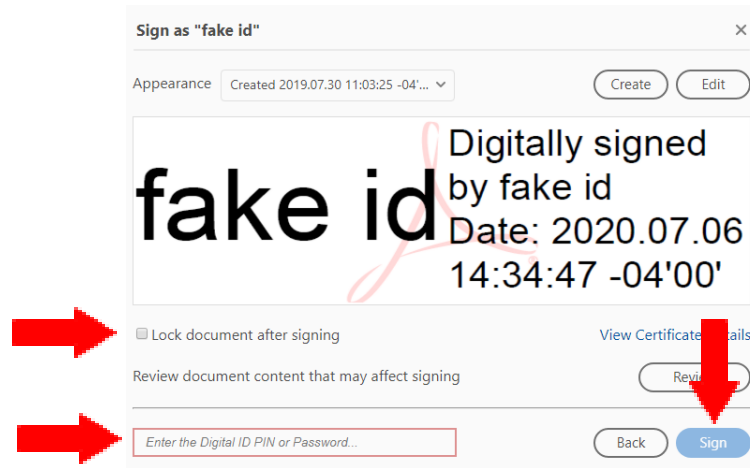 Sign as "fake id"
Appearance Created 2019.07.30 11:03:25 -04'... Create Edit
fake id
Digitally signed
by fake id
Date: 2020.07.06
14:34:47 -04'00'
Lock document after signing View Certificate
Review document content that may affect signing
Enter the Digital ID PIN or Password... Back Sign